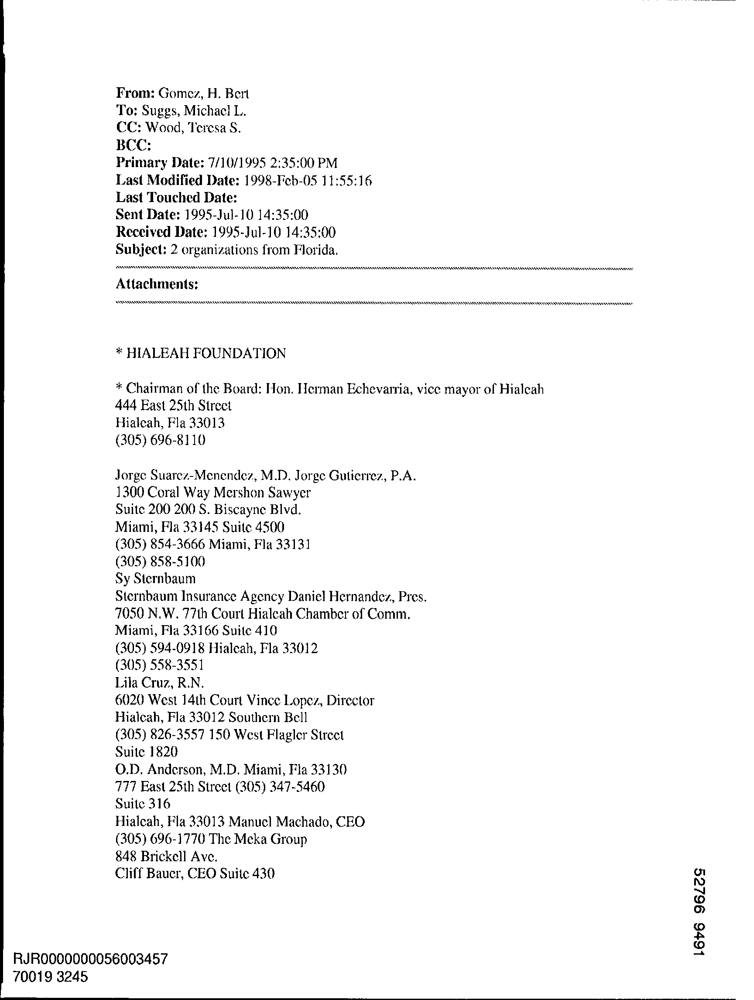 From: Gomez, H. Bert
To: Suggs, Michael L.
CC: Wood, Teresa S.
BCC:
Primary Date: 7/10/1995 2:35:00 PM
Last Modified Date: 1998-Feb-05 11:55:16
Last Touched Date:
Sent Date: 1995-Jul-10 14:35:00
Received Date: 1995-Jul-10 14:35:00
Subject: 2 organizations from Florida.
Attachments:
* HIALEAH FOUNDATION
* Chairman of the Board: Hon. Herman Echevarria, vice mayor of Hialeah
444 East 25th Street
Hialeah, Fla 33013
(305) 696-8110
Jorge Suarez-Menendez, M.D. Jorge Gutierrez, P.A.
1300 Coral Way Mershon Sawyer
Suite 200 200 S. Biscayne Blvd.
Miami, Fla 33145 Suite 4500
(305) 854-3666 Miami, Fla 33131
(305) 858-5100
Sy Sternbaum
Sternbaum Insurance Agency Daniel Hernandez, Pres.
7050 N.W. 77th Court Hialeah Chamber of Comm.
Miami, Fla 33166 Suite 410
(305) 594-0918 Hialeah, Fla 33012
(305) 558-3551
Lila Cruz, R.N.
6020 West 14th Court Vince Lopez, Director
Hialeah, Fla 33012 Southern Bell
(305) 826-3557 150 West Flagler Street
Suite 1820
O.D. Anderson, M.D. Miami, Fla 33130
777 East 25th Street (305) 347-5460
Suite 316
Hialeah, Fla 33013 Manuel Machado, CEO
(305) 696-1770 The Meka Group
848 Brickell Ave.
Cliff Bauer, CEO Suite 430
52796 9491
RJR0000000056003457
70019 3245